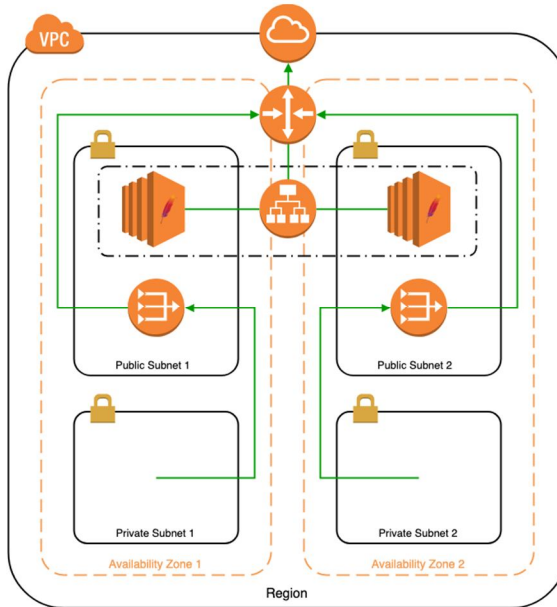 VPC
Public Subnet 1
Public Subnet 2
Private Subnet 1
Private Subnet 2
Availability Zone 1
Availability Zone 2
Region